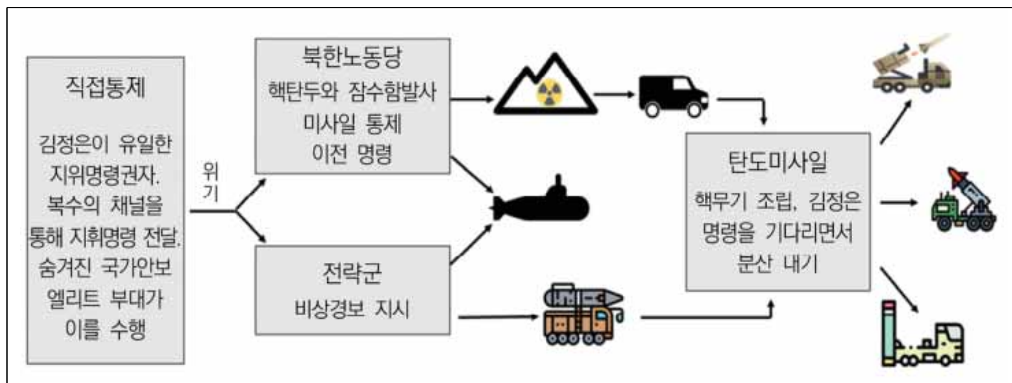 직접통제
김정은이 유일한
지위명령권자.
복수의 채널을
통해 지휘명령 전달.
숨겨진 국가안보
엘리트 부대가
이를 수행
위
기
북한노동당
핵탄두와 잠수함발사
미사일 통제
이전 명령
전략군
비상경보 지시
탄도미사일
핵무기 조립, 김정은
명령을 기다리면서
분산 내기